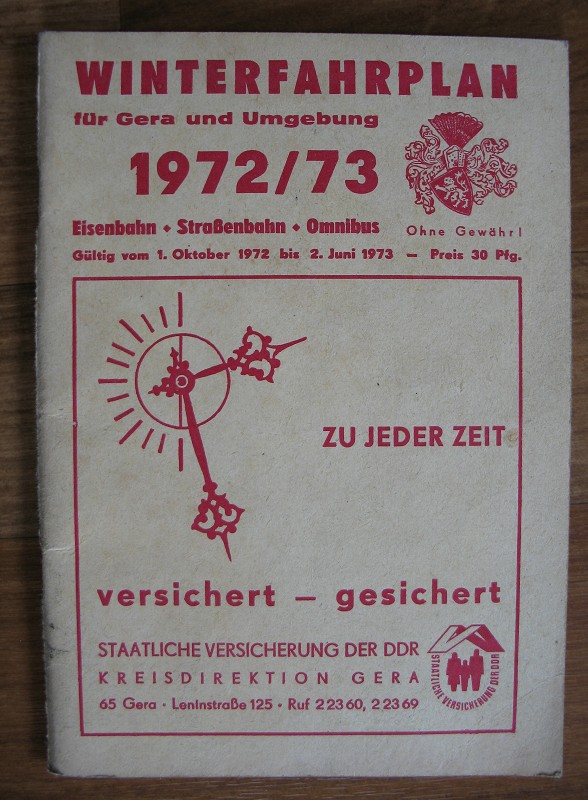 WINTERFAHRPLAN
für Gera und Umgebung
1972/73
Eisenbahn • Straßenbahn • Omnibus
Ohne Gewähr!
Gültig vom 1. Oktober 1972 bis 2. Juni 1973 — Preis 30 Pfg.
ZU JEDER ZEIT
versichert — gesichert
STAATLICHE VERSICHERUNG DER DDR
KREISDIREKTION GERA
65 Gera • Leninstraße 125 • Ruf 2 23 60, 2 23 69
STAATLICHE VERSICHERUNG DER DDR